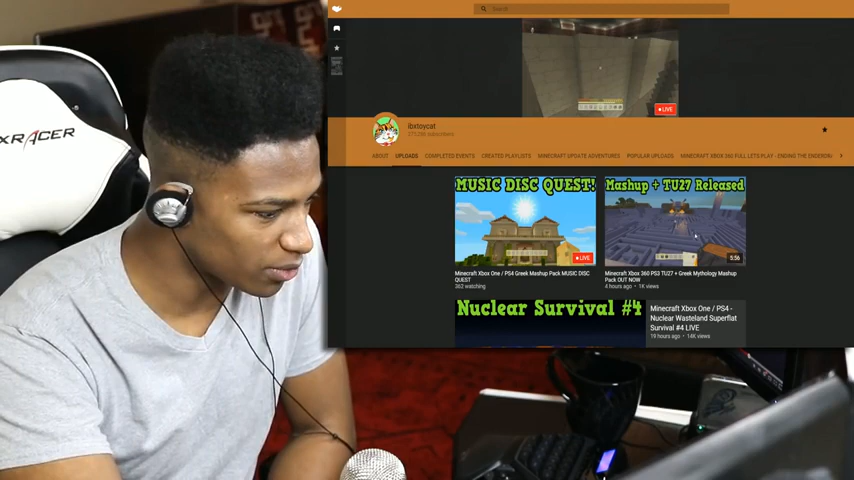 Search
LIVE
XRACER
ibxtoycat
ABOUT UPLOADS COMPLETED EVENTS CREATED PLAYLISTS MINECRAFT UPDATE ADVENTURES POPULAR UPLOADS MINECRAFT XBOX 360 FULL LETS PLAY - ENDING THE ENDERDR
MUSIC DISC QUEST!
LIVE
Minecraft Xbox One / PS4 Greek Mashup Pack MUSIC DISC
QUEST
362 watching
Mashup + TU27 Released
5:56
Minecraft Xbox 360 PS3 TU27 + Greek Mythology Mashup
Pack OUT NOW
4 hours ago • 1K views
Nuclear Survival #4
Minecraft Xbox One / PS4 -
Nuclear Wasteland Superflat
Survival #4 LIVE
19 hours ago • 14K views